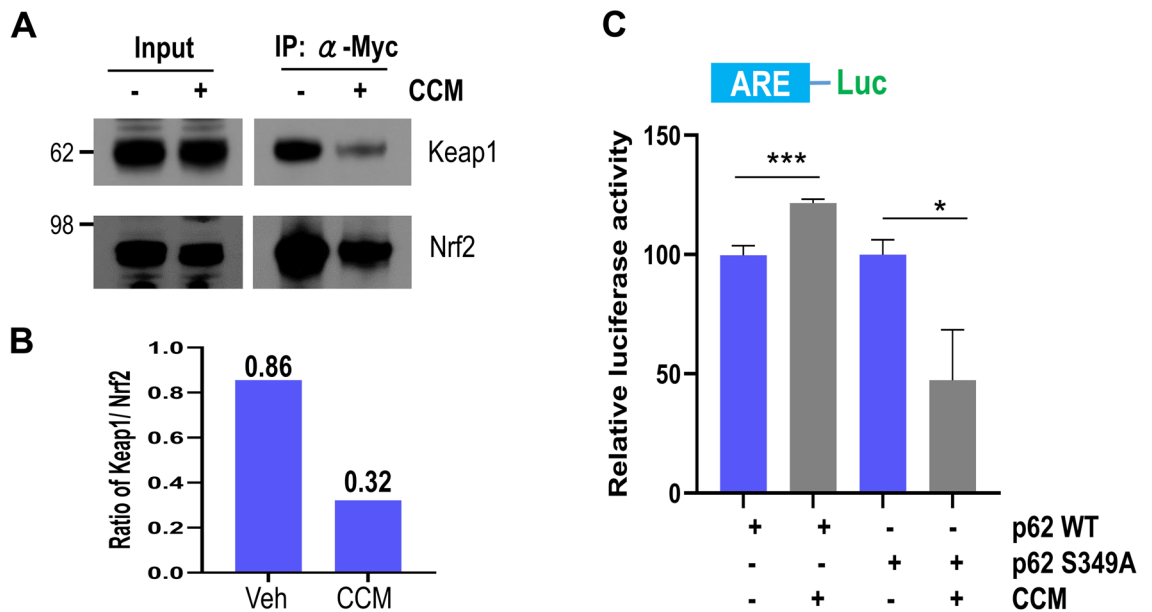 A
Input
IP: α-Myc
- + - + CCM
62
Keap1
98
Nrf2
B
Ratio of Keap1/ Nrf2
1.0
0.8
0.6
0.4
0.2
0.0
0.86
0.32
Veh
CCM
C
ARE
Luc
Relative luciferase activity
150
100
50
0
***
*
+ + - - p62 WT
- - + + p62 S349A
- + - + CCM